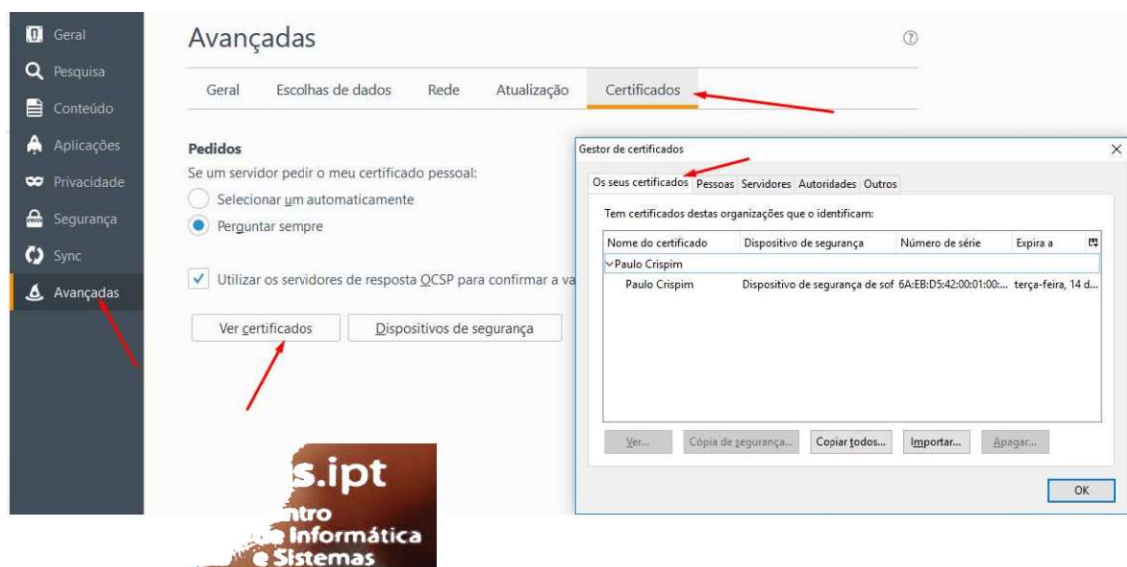 Geral
Pesquisa
Conteúdo
Aplicações
Privacidade
Segurança
Sync
Avançadas
Avançadas
?
Geral Escolhas de dados Rede Atualização Certificados
Pedidos
Se um servidor pedir o meu certificado pessoal:
Selecionar um automaticamente
Perguntar sempre
Utilizar os servidores de resposta OCSP para confirmar a va
Ver certificados Dispositivos de segurança
Gestor de certificados
Os seus certificados Pessoas Servidores Autoridades Outros
Tem certificados destas organizações que o identificam:
Nome do certificado Dispositivo de segurança Número de série Expira a
Paulo Crispim
Paulo Crispim Dispositivo de segurança de sof 6A:EB:D5:42:00:01:00:... terça-feira, 14 d...
Ver... Cópia de segurança... Copiar todos... Importar... Apagar...
OK
s.ipt
ntro
de Informática
e Sistemas